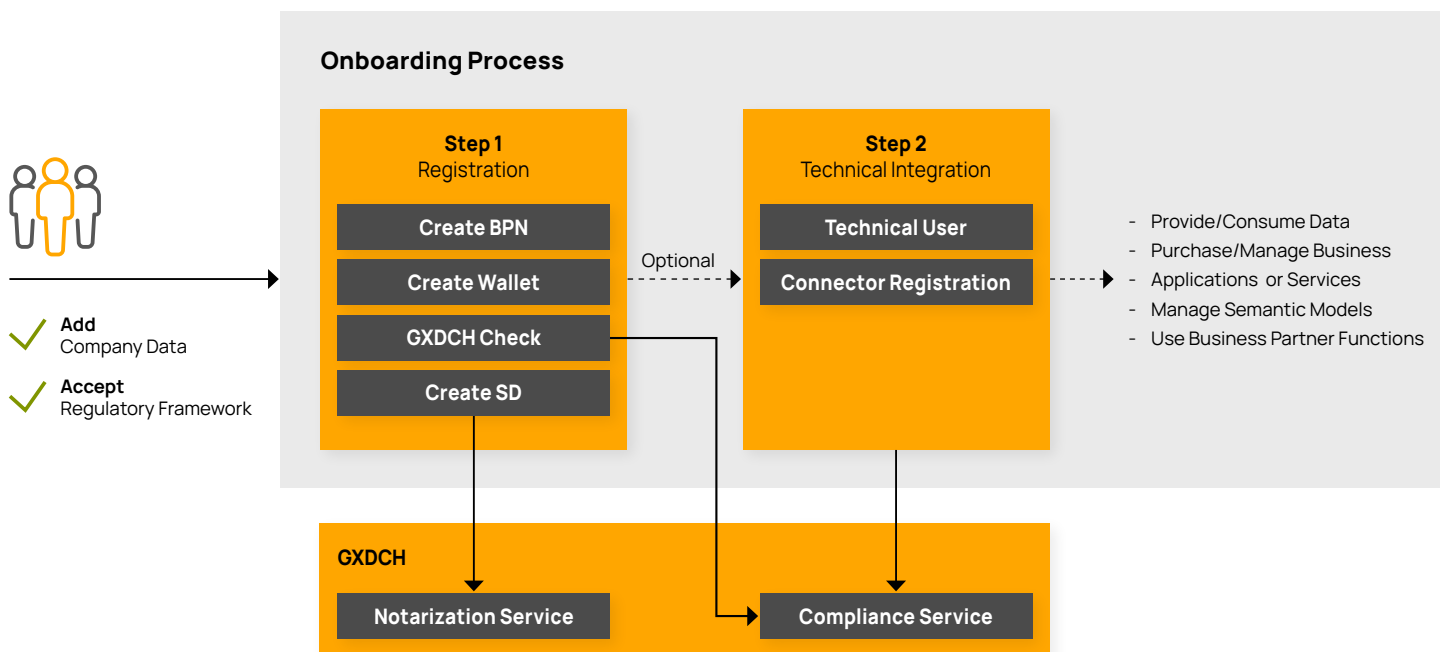 Onboarding Process
Add
Company Data
Accept
Regulatory Framework
Step 1
Registration
Create BPN
Create Wallet
GXDCH Check
Create SD
Optional
Step 2
Technical Integration
Technical User
Connector Registration
- Provide/Consume Data
- Purchase/Manage Business
- Applications or Services
- Manage Semantic Models
- Use Business Partner Functions
GXDCH
Notarization Service
Compliance Service